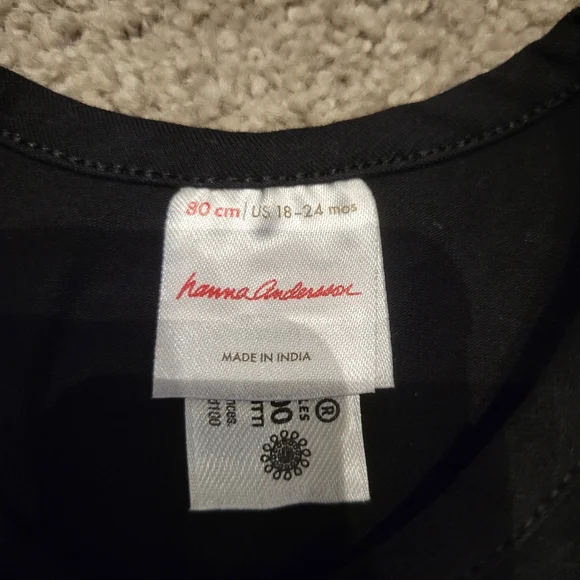 80 cm | US 18-24 mos
hanna Andersson
MADE IN INDIA
®